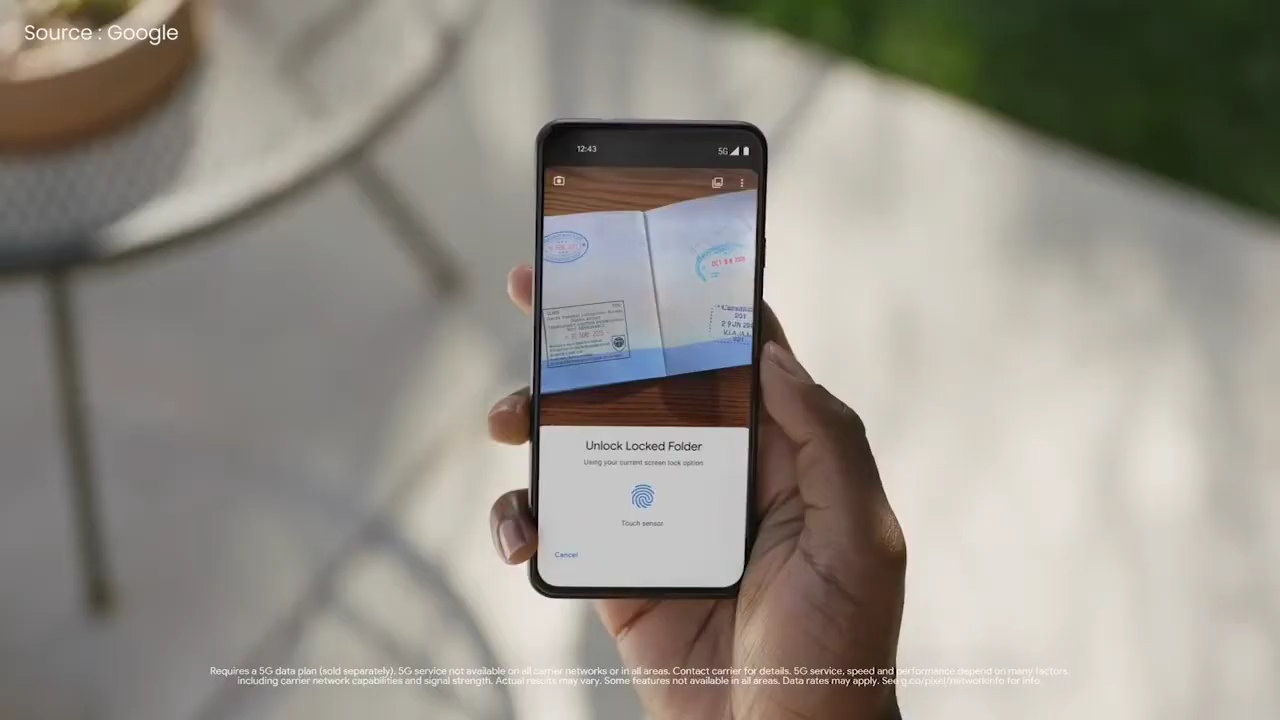 Source : Google
12:43
5G
OCT
2 9 JUN
Unlock Locked Folder
Using your current screen lock option
Touch sensor
Cancel
Requires a 5G data plan (sold separately). 5G service not available on all carrier networks or in all areas. Contact carrier for details. 5G service, speed and performance depend on many factors,
including carrier network capabilities and signal strength. Actual results may vary. Some features not available in all areas. Data rates may apply. See g.co/pixel/networkinfo for info.